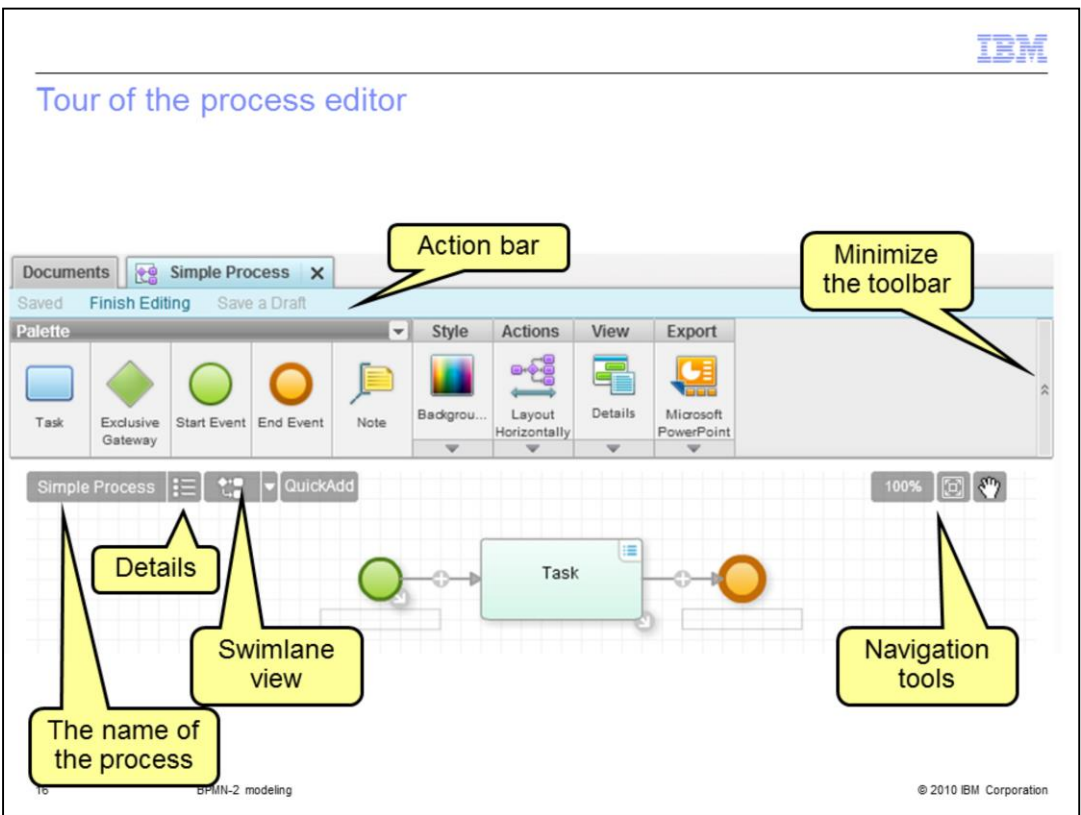 IBM
Tour of the process editor
Action bar
Minimize
the toolbar
Documents Simple Process X
Saved Finish Editing Save a Draft
Palette Style Actions View Export
Task Exclusive Gateway Start Event End Event Note Backgrou... Layout Horizontally Details Microsoft PowerPoint
Simple Process QuickAdd 100%
Details
Task
Swimlane
view
Navigation
tools
The name of
the process
16 BPMN-2 modeling © 2010 IBM Corporation